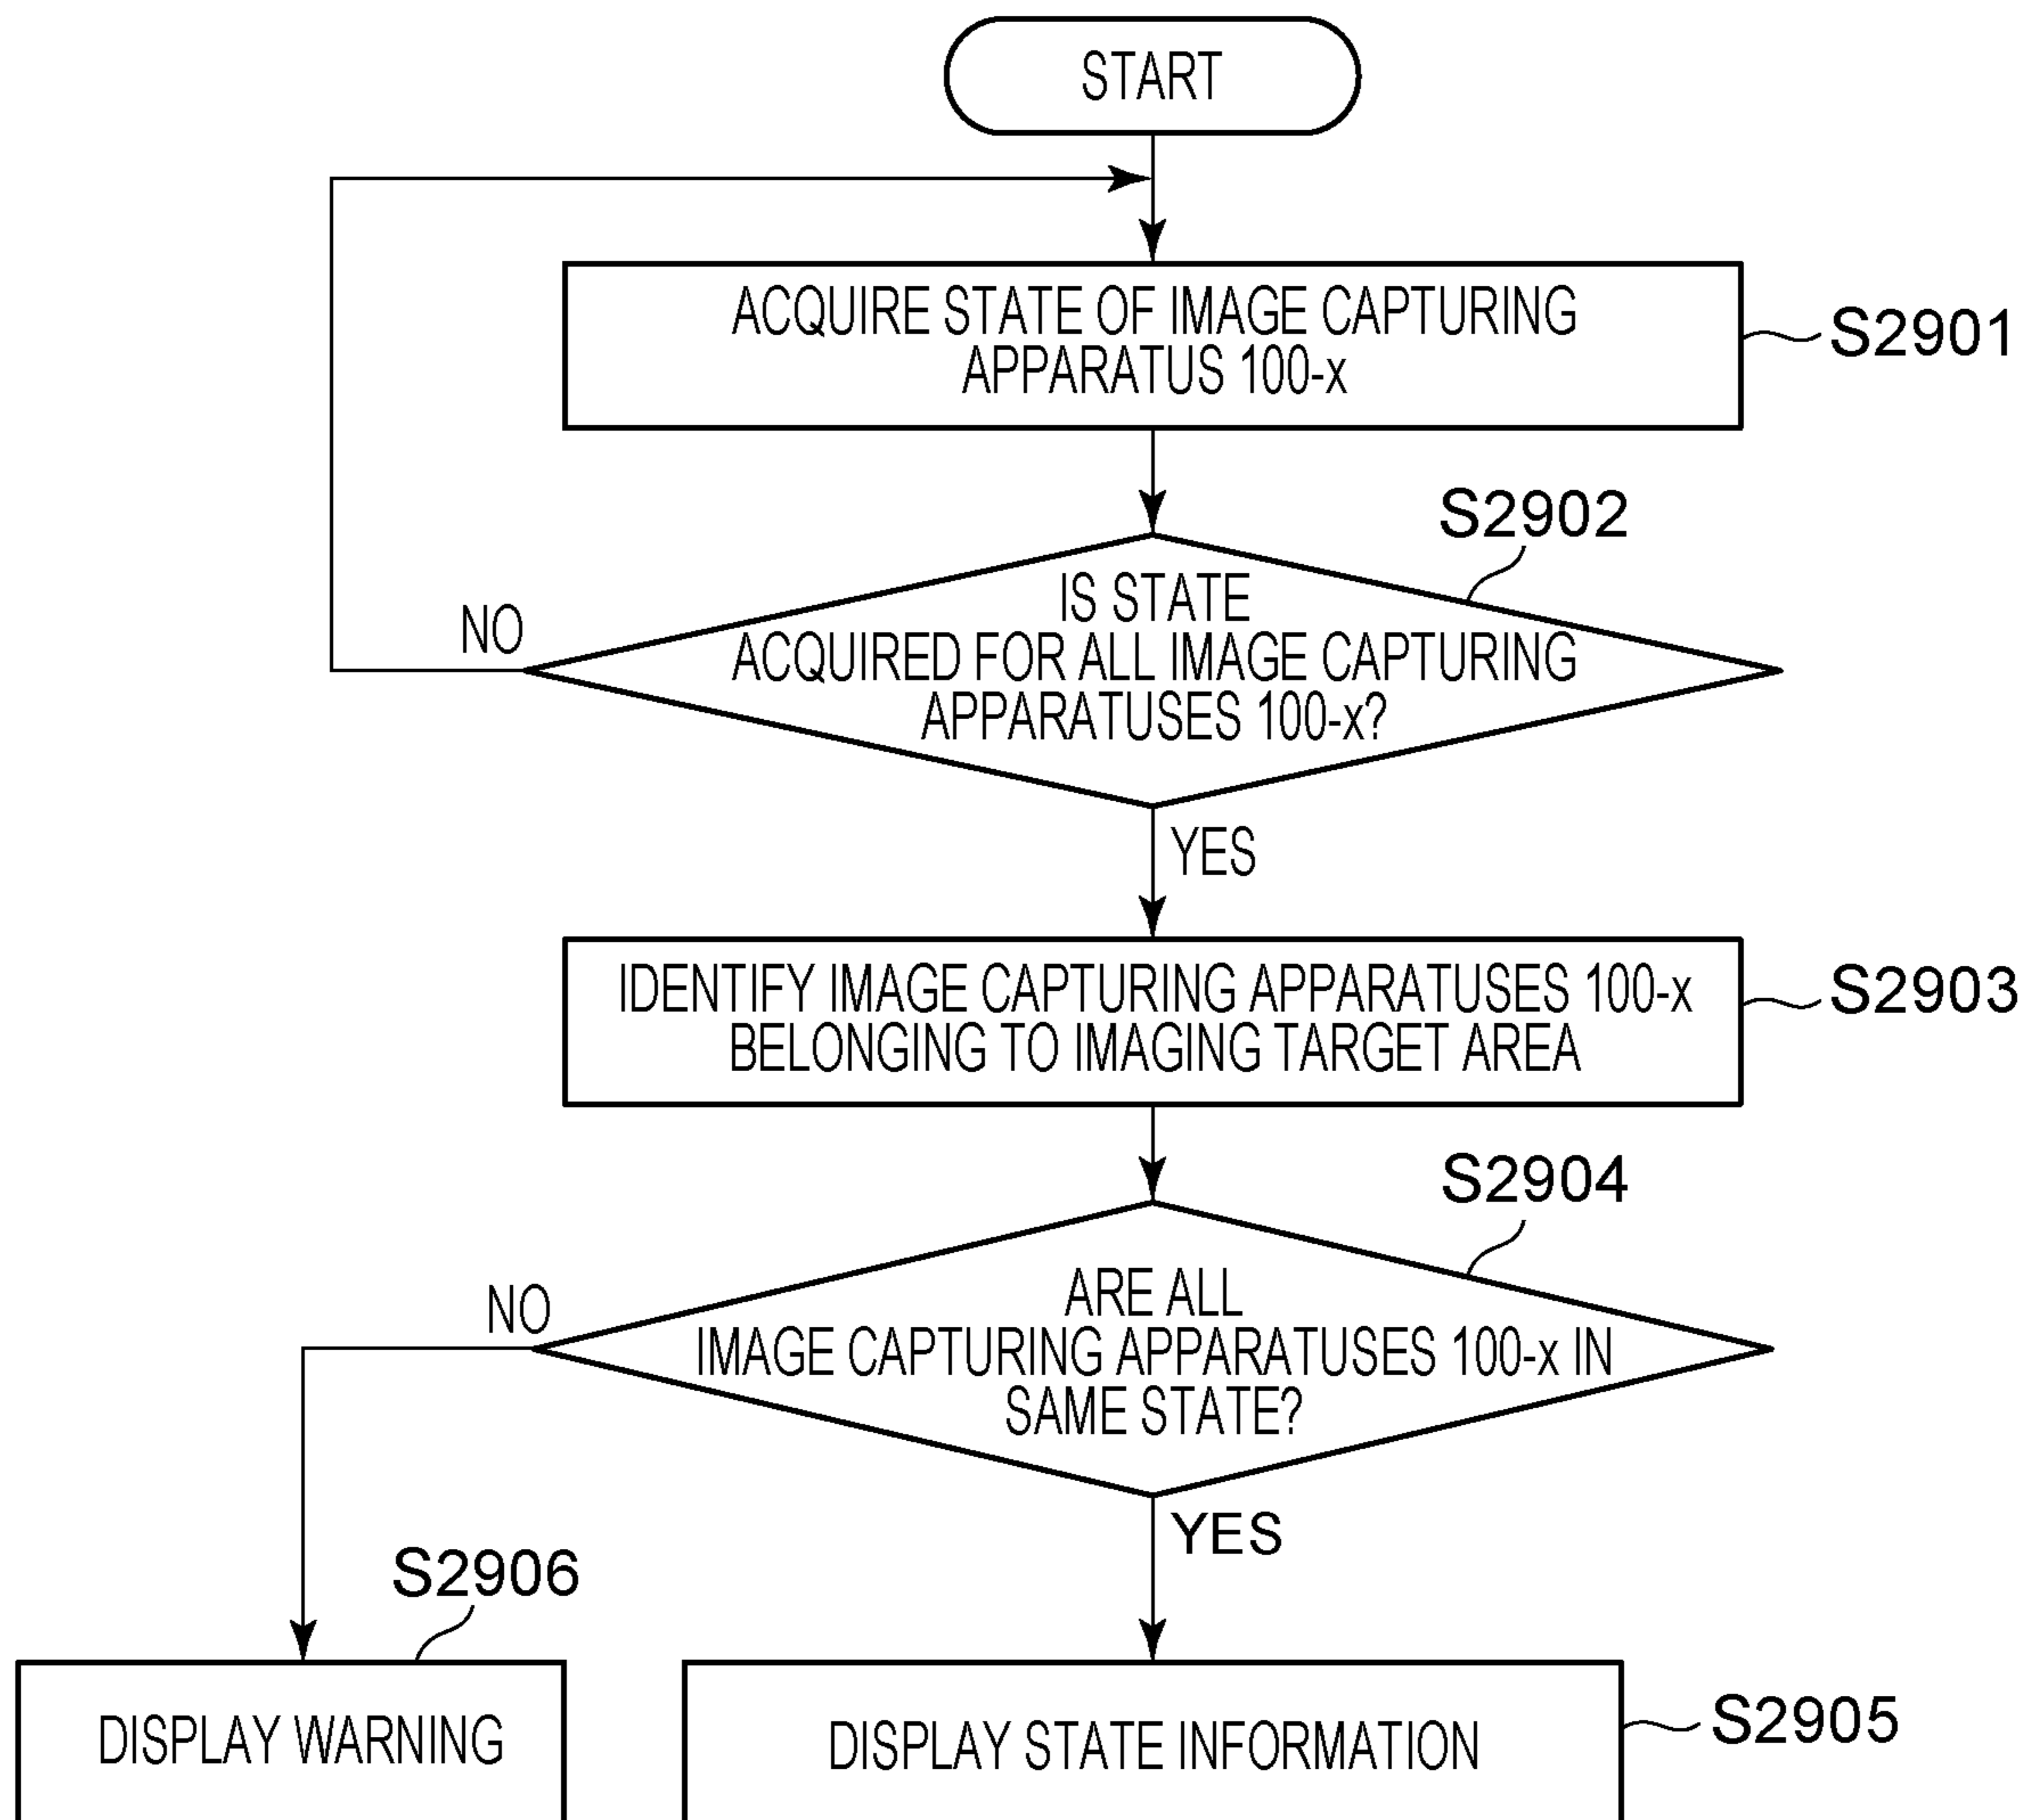 START
ACQUIRE STATE OF IMAGE CAPTURING
APPARATUS 100-x
S2901
S2902
IS STATE
ACQUIRED FOR ALL IMAGE CAPTURING
APPARATUSES 100-x?
NO
YES
IDENTIFY IMAGE CAPTURING APPARATUSES 100-x
BELONGING TO IMAGING TARGET AREA
S2903
S2904
ARE ALL
IMAGE CAPTURING APPARATUSES 100-x IN
SAME STATE?
NO
YES
S2906
DISPLAY WARNING
DISPLAY STATE INFORMATION
S2905